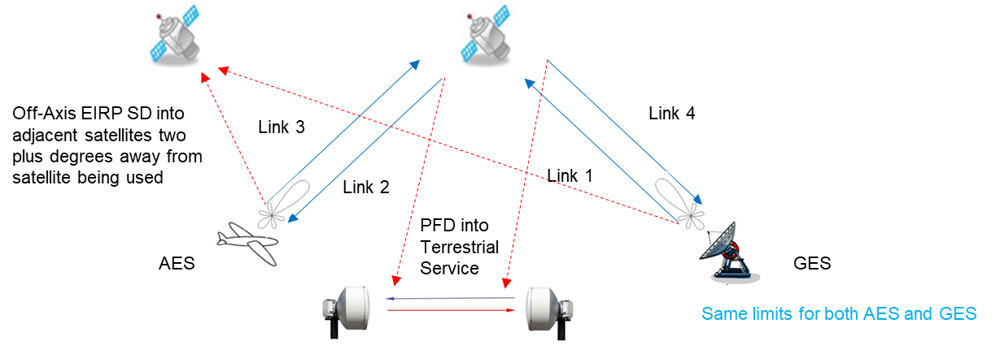 Off-Axis EIRP SD into
adjacent satellites two
plus degrees away from
satellite being used
Link 3
Link 4
Link 2
Link 1
PFD into
Terrestrial
Service
AES
GES
Same limits for both AES and GES